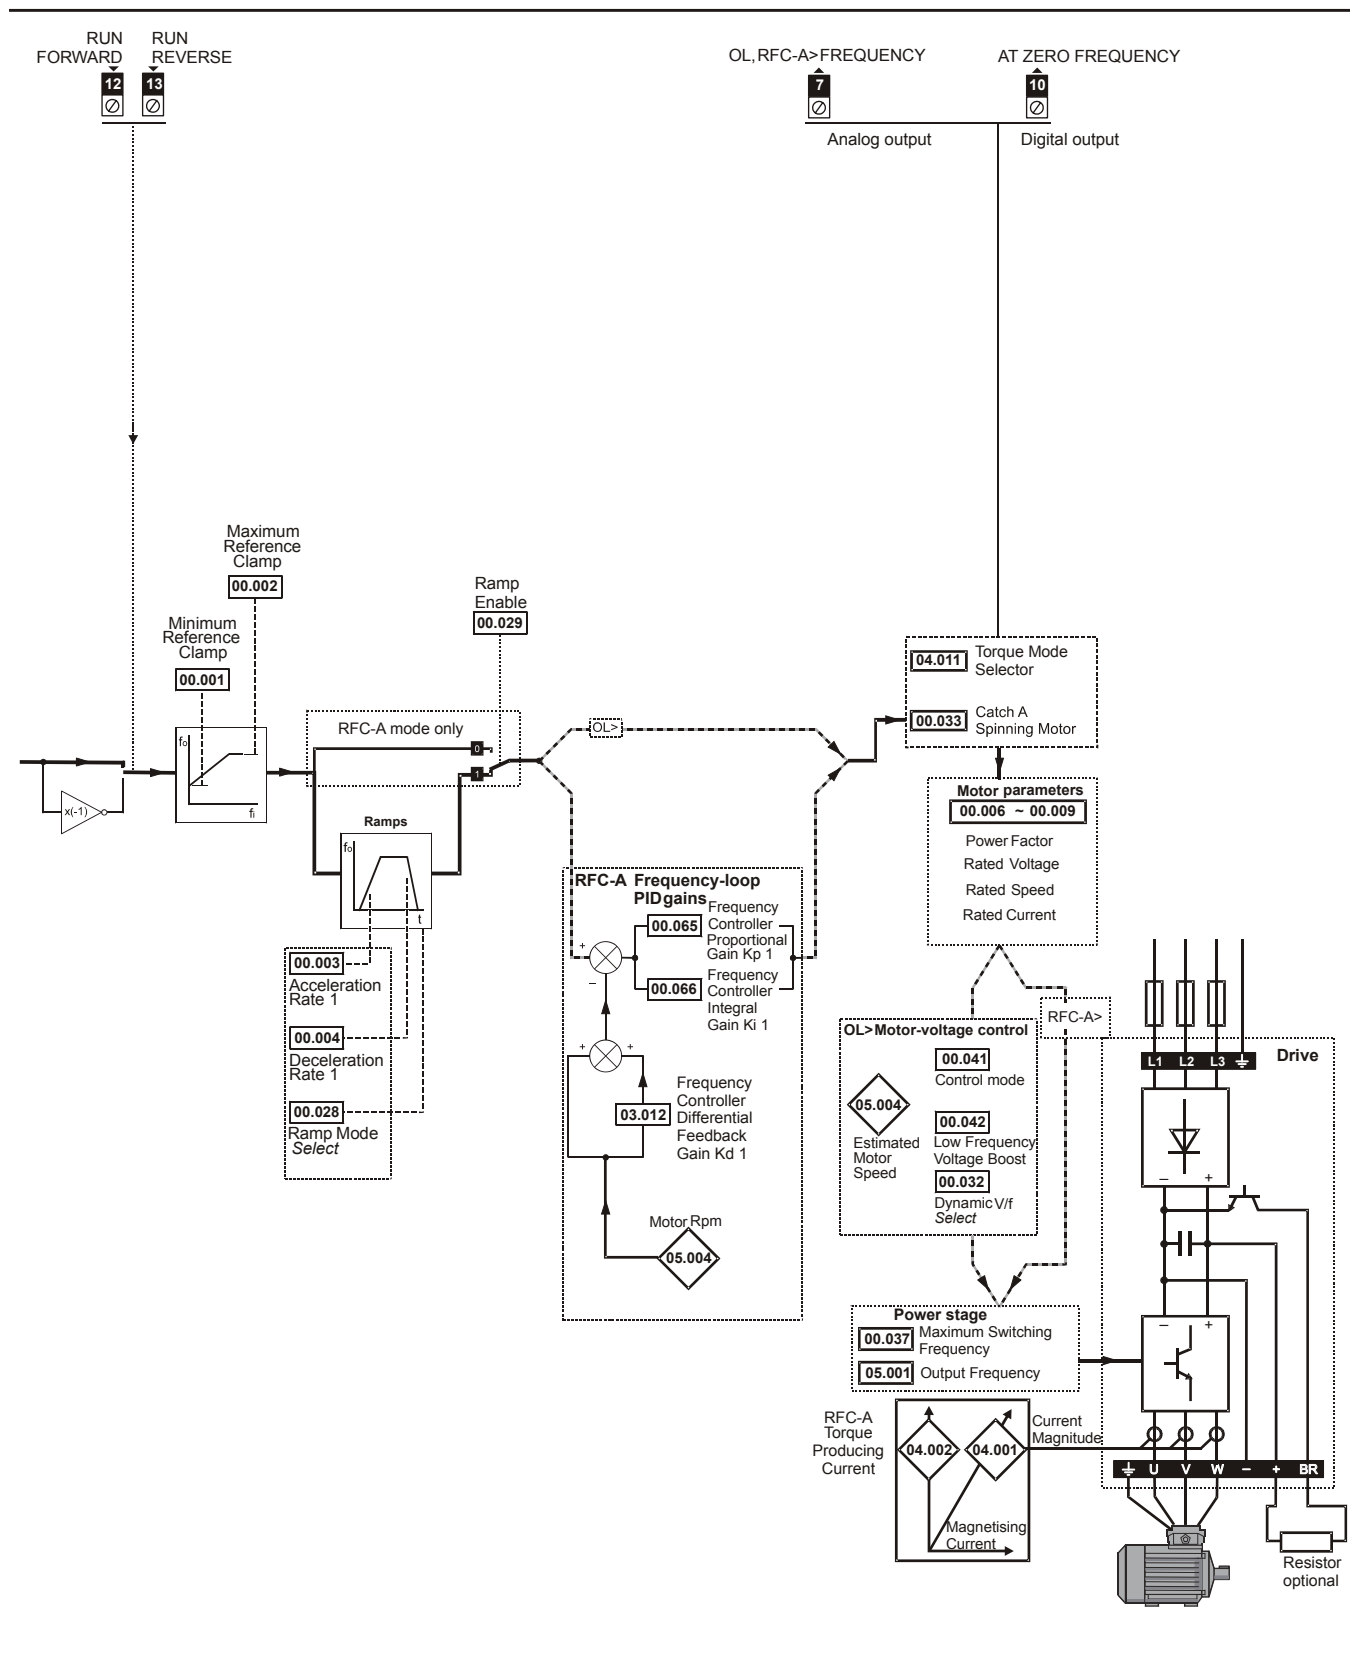 RUN
FORWARD
RUN
REVERSE
12
13
OL, RFC-A>FREQUENCY
7
Analog output
AT ZERO FREQUENCY
10
Digital output
Maximum
Reference
Clamp
00.002
Minimum
Reference
Clamp
00.001
Ramp
Enable
00.029
RFC-A mode only
0
1
OL>
x(-1)
fo
fi
Ramps
fo
t
00.003
Acceleration
Rate 1
00.004
Deceleration
Rate 1
00.028
Ramp Mode
Select
RFC-A Frequency-loop
PID gains
00.065
Frequency
Controller
Proportional
Gain Kp 1
00.066
Frequency
Controller
Integral
Gain Ki 1
+
–
+
+
03.012
Frequency
Controller
Differential
Feedback
Gain Kd 1
Motor Rpm
05.004
04.011
Torque Mode
Selector
00.033
Catch A
Spinning Motor
Motor parameters
00.006 ~ 00.009
Power Factor
Rated Voltage
Rated Speed
Rated Current
RFC-A>
OL> Motor-voltage control
00.041
Control mode
05.004
Estimated
Motor
Speed
00.042
Low Frequency
Voltage Boost
00.032
Dynamic V/f
Select
Power stage
00.037
Maximum Switching
Frequency
05.001
Output Frequency
RFC-A
Torque
Producing
Current
04.002
04.001
Current
Magnitude
Magnetising
Current
Drive
L1 L2 L3
– +
– +
U V W – + BR
Resistor
optional